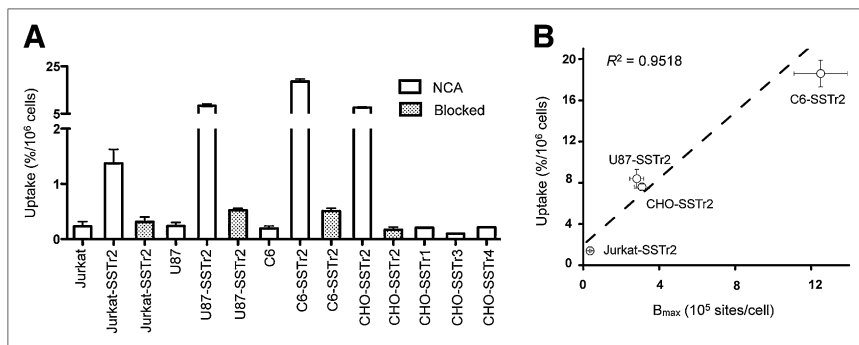 A
Uptake (%/10⁶ cells)
25
5
2
1
0
NCA
Blocked
Jurkat
Jurkat-SSTr2
Jurkat-SSTr2
U87
U87-SSTr2
U87-SSTr2
C6
C6-SSTr2
C6-SSTr2
CHO-SSTr2
CHO-SSTr2
CHO-SSTr1
CHO-SSTr3
CHO-SSTr4
B
Uptake (%/10⁶ cells)
20
16
12
8
4
0
R² = 0.9518
C6-SSTr2
U87-SSTr2
CHO-SSTr2
Jurkat-SSTr2
0 4 8 12
Bmax (10⁵ sites/cell)